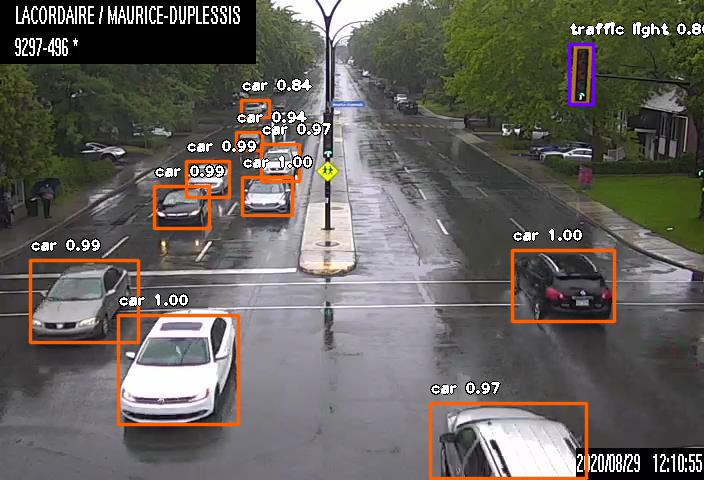 LACORDAIRE / MAURICE-DUPLESSIS
9297-496 *
traffic light 0.8
car 0.84
car 0.94
car 0.97
car 0.99
car 1.00
car 0.99
car 0.99
car 1.00
car 1.00
car 0.97
2020/08/29 12:10:55